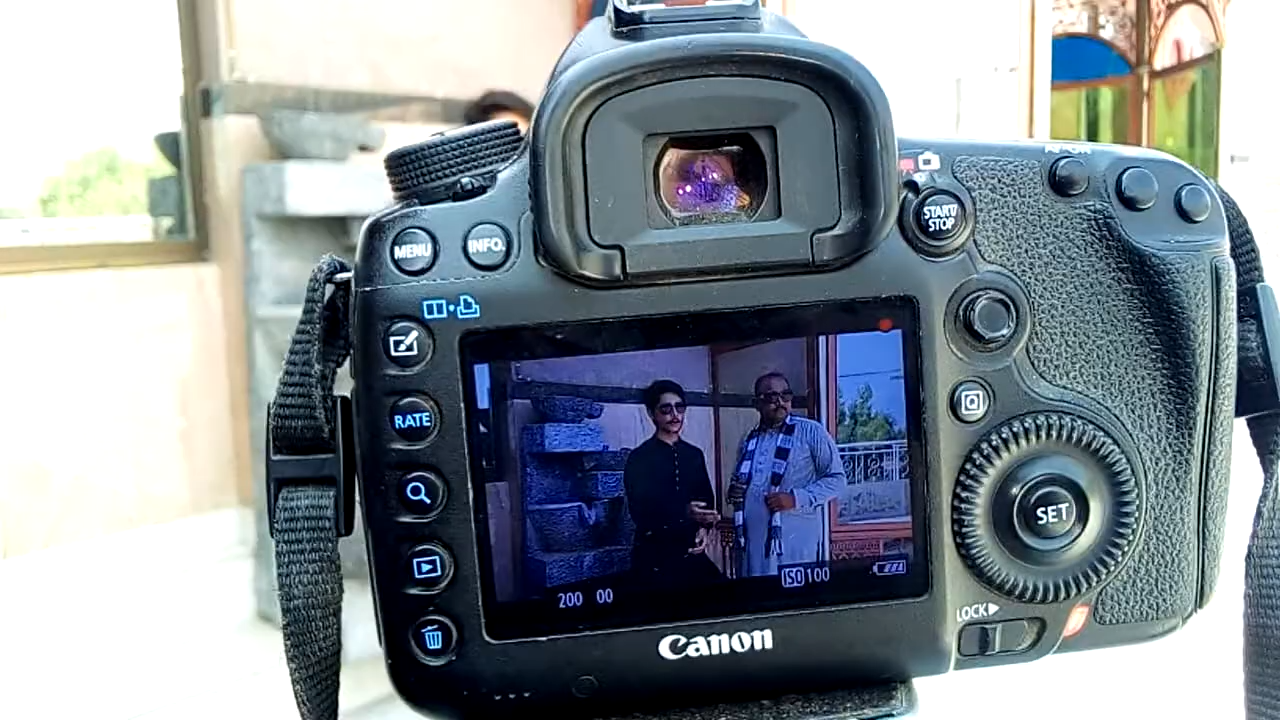 MENU
INFO.
START/
STOP
RATE
SET
ISO 100
200 00
LOCK
Canon